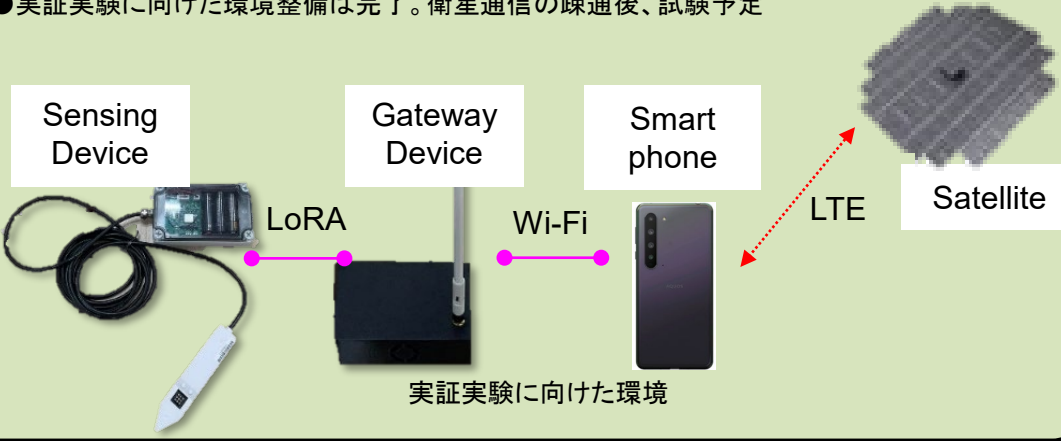 ●実証実験に向けた環境整備は完了。衛星通信の疎通後、試験予定
Sensing
Device
Gateway
Device
Smart
phone
Satellite
LoRA
Wi-Fi
LTE
実証実験に向けた環境